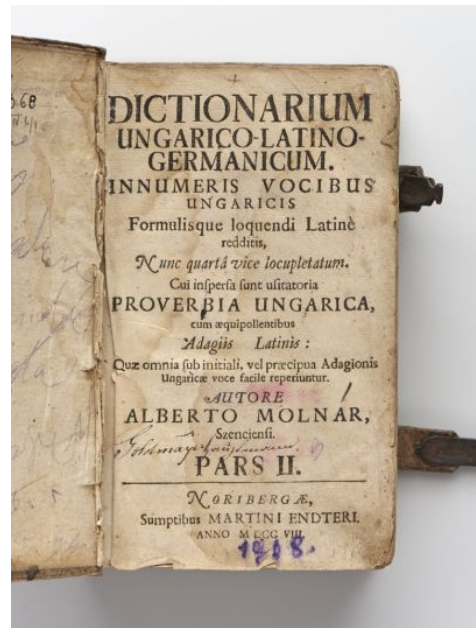 068
DICTIONARIUM
UNGARICO-LATINO-
GERMANICUM.
INNUMERIS VOCIBUS
UNGARICIS
Formulisque loquendi Latinè
redditis,
Nunc quartâ vice locupletatum.
Cui inſperſa ſunt uſitatoria
PROVERBIA UNGARICA,
cum æquipollentibus
Adagiis Latinis:
Quæ omnia ſub initiali, vel præcipua Adagionis
Ungaricæ voce facile reperiuntur.
AUTORE
ALBERTO MOLNAR,
Szencienſi.
PARS II.
NORIBERGÆ,
Sumptibus MARTINI ENDTERI.
ANNO M DCC VIII.
1708.